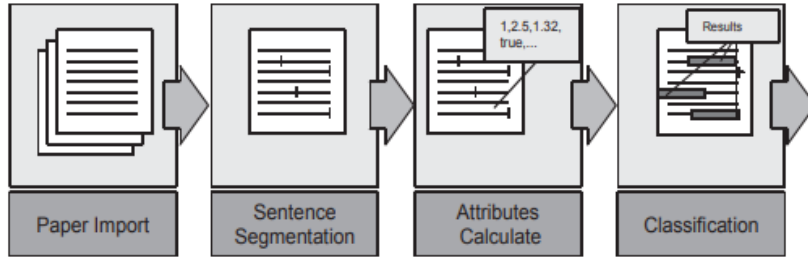 1,2.5,1.32,
true,...
Results
Paper Import
Sentence
Segmentation
Attributes
Calculate
Classification